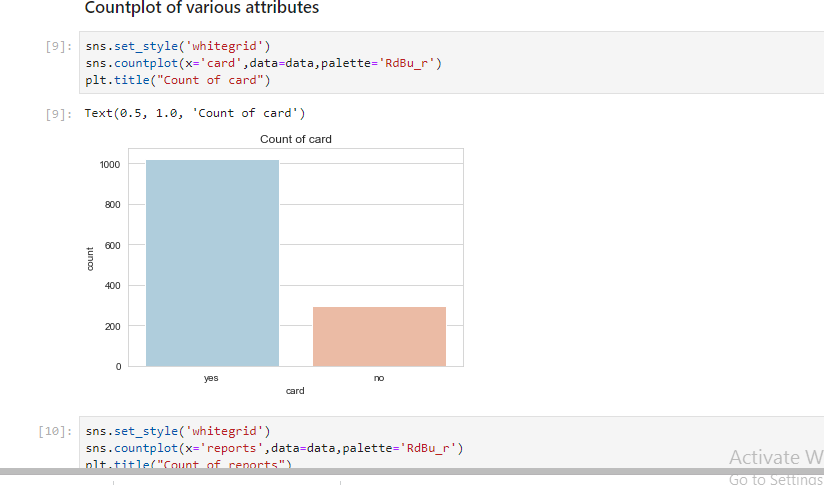 Countplot of various attributes
[9]: sns.set_style('whitegrid')
sns.countplot(x='card',data=data,palette='RdBu_r')
plt.title("Count of card")
[9]: Text(0.5, 1.0, 'Count of card')
Count of card
1000
800
600
400
200
0
count
yes no
card
[10]: sns.set_style('whitegrid')
sns.countplot(x='reports',data=data,palette='RdBu_r')
plt.title("Count of reports")
Activate W
Go to Settings